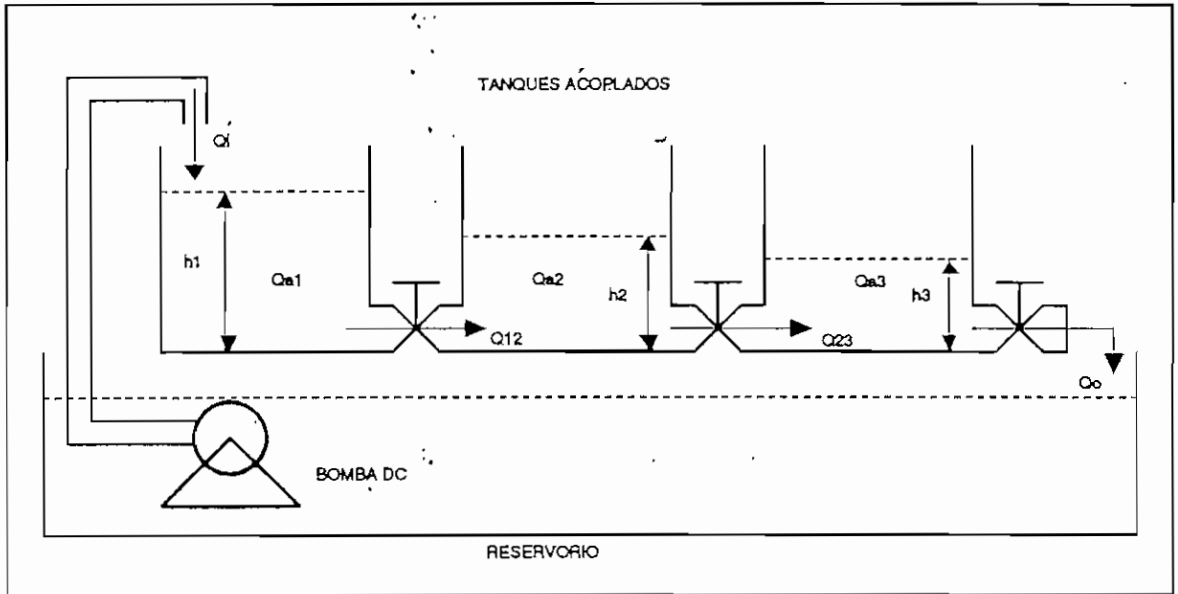 TANQUES ACOPLADOS
Qi
h1
Qa1
Qa2
h2
Qa3
h3
Q12
Q23
Qo
BOMBA DC
RESERVORIO